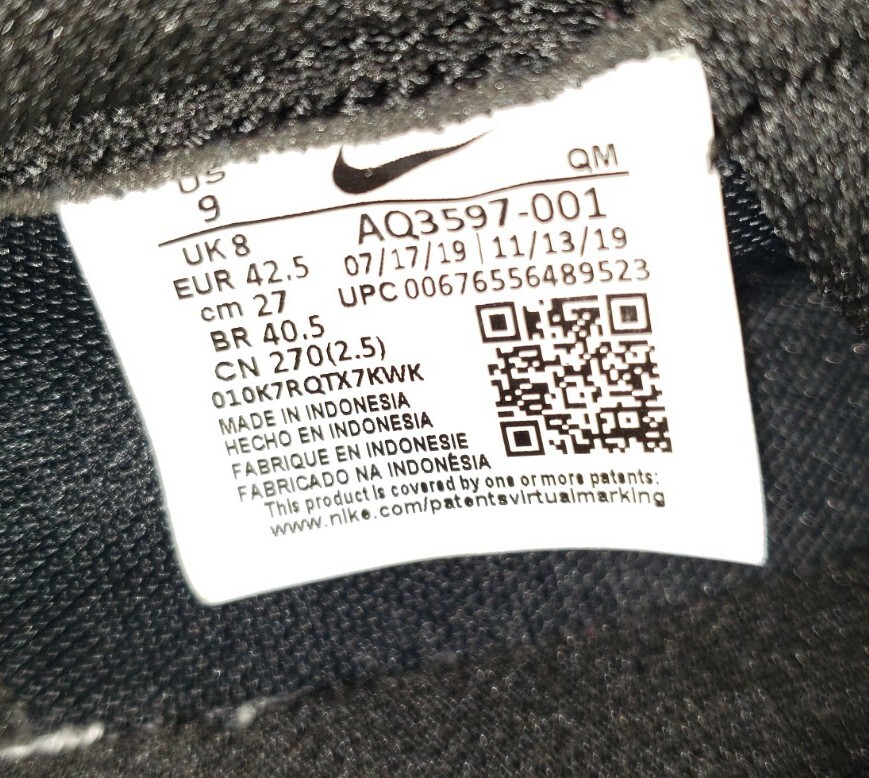 US QM
9
AQ3597-001
UK 8
07/17/19 | 11/13/19
EUR 42.5
UPC 00676556489523
cm 27
BR 40.5
CN 270(2.5)
010K7RQTX7KWK
MADE IN INDONESIA
HECHO EN INDONESIA
FABRIQUE EN INDONESIE
FABRICADO NA INDONÉSIA
This product is covered by one or more patents:
www.nike.com/patentsvirtualmarking